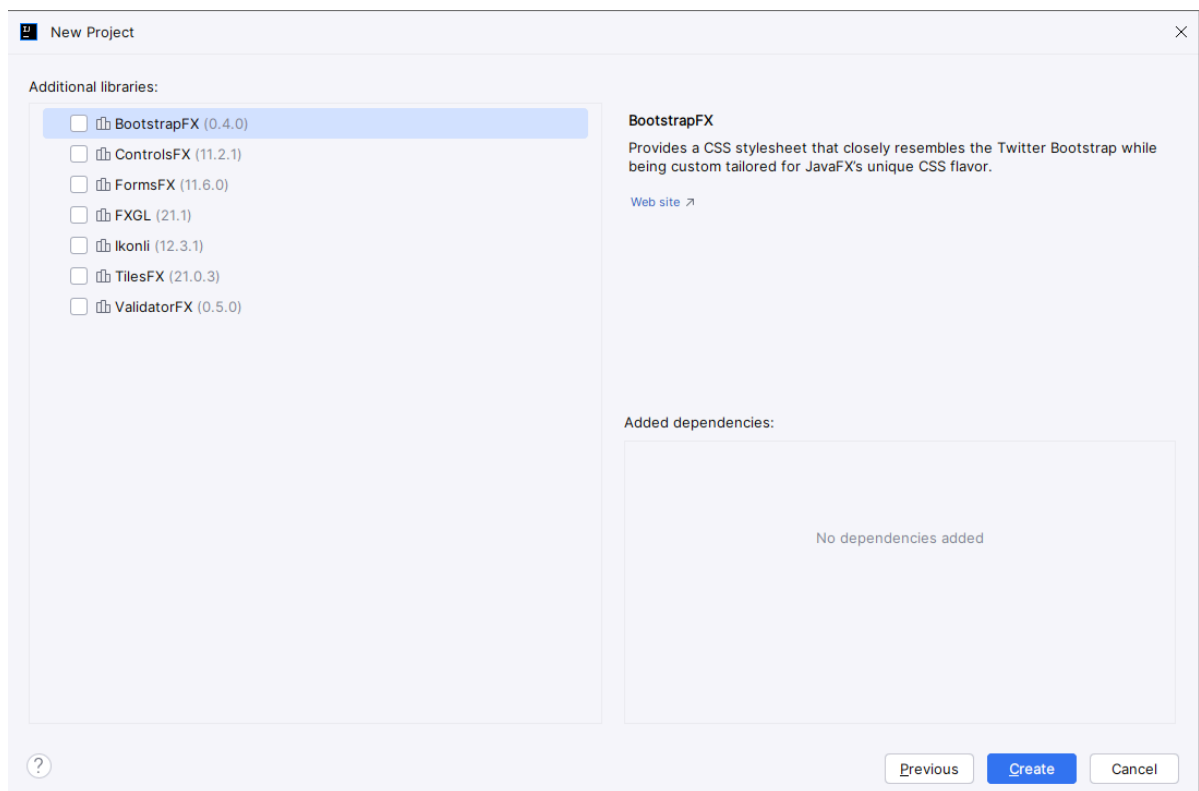 New Project
Additional libraries:
BootstrapFX (0.4.0)
ControlsFX (11.2.1)
FormsFX (11.6.0)
FXGL (21.1)
Ikonli (12.3.1)
TilesFX (21.0.3)
ValidatorFX (0.5.0)
BootstrapFX
Provides a CSS stylesheet that closely resembles the Twitter Bootstrap while
being custom tailored for JavaFX's unique CSS flavor.
Web site ↗
Added dependencies:
No dependencies added
?
Previous
Create
Cancel